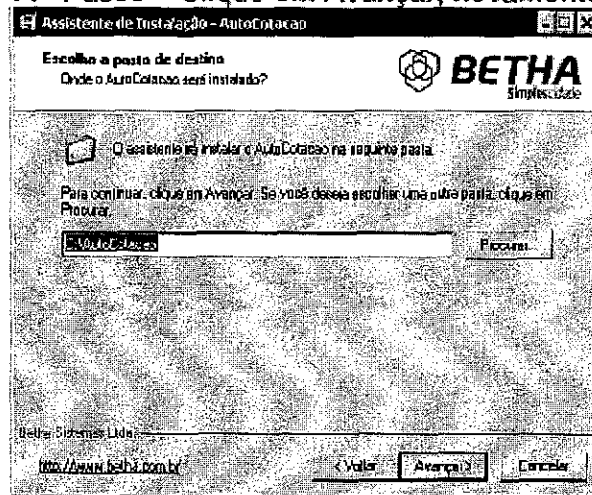 Assistente de Instalação - AutoCotacao
Escolha a pasta de destino
Onde o AutoCotacao será instalado?
BETHA
Simplescidade
O assistente irá instalar o AutoCotacao na seguinte pasta.
Para continuar, clique em Avançar. Se você deseja escolher uma outra pasta, clique em
Procurar.
C:\AutoCotacao
Procurar...
Betha Sistemas Ltda
http://www.betha.com.br/
< Voltar
Avançar >
Cancelar